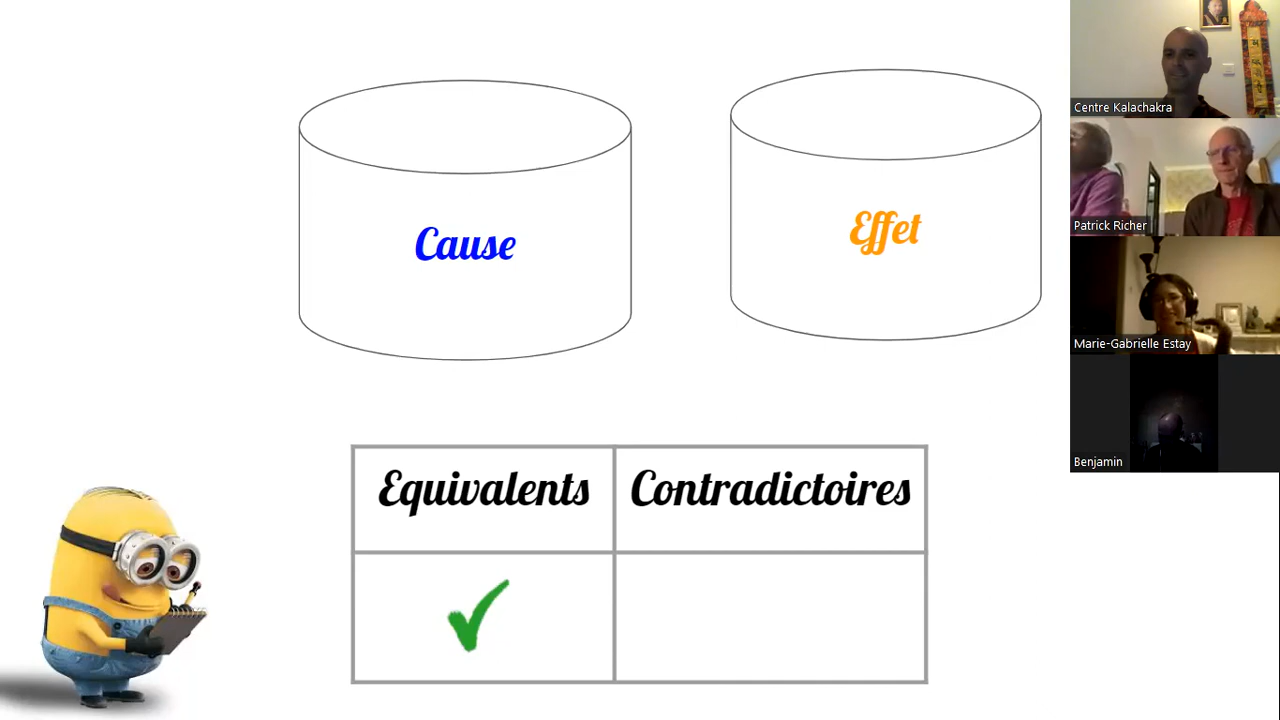 Cause
Effet
Equivalents
Contradictoires
Centre Kalachakra
Patrick Richer
Marie-Gabrielle Estay
Benjamin